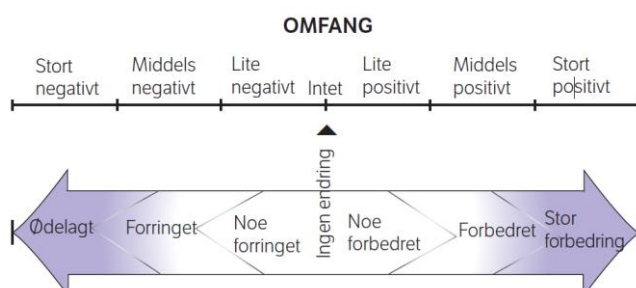 OMFANG
Stort negativt
Middels negativt
Lite negativt
Intet
Lite positivt
Middels positivt
Stort positivt
Ingen endring
Ødelagt
Forringet
Noe forringet
Noe forbedret
Forbedret
Stor forbedring